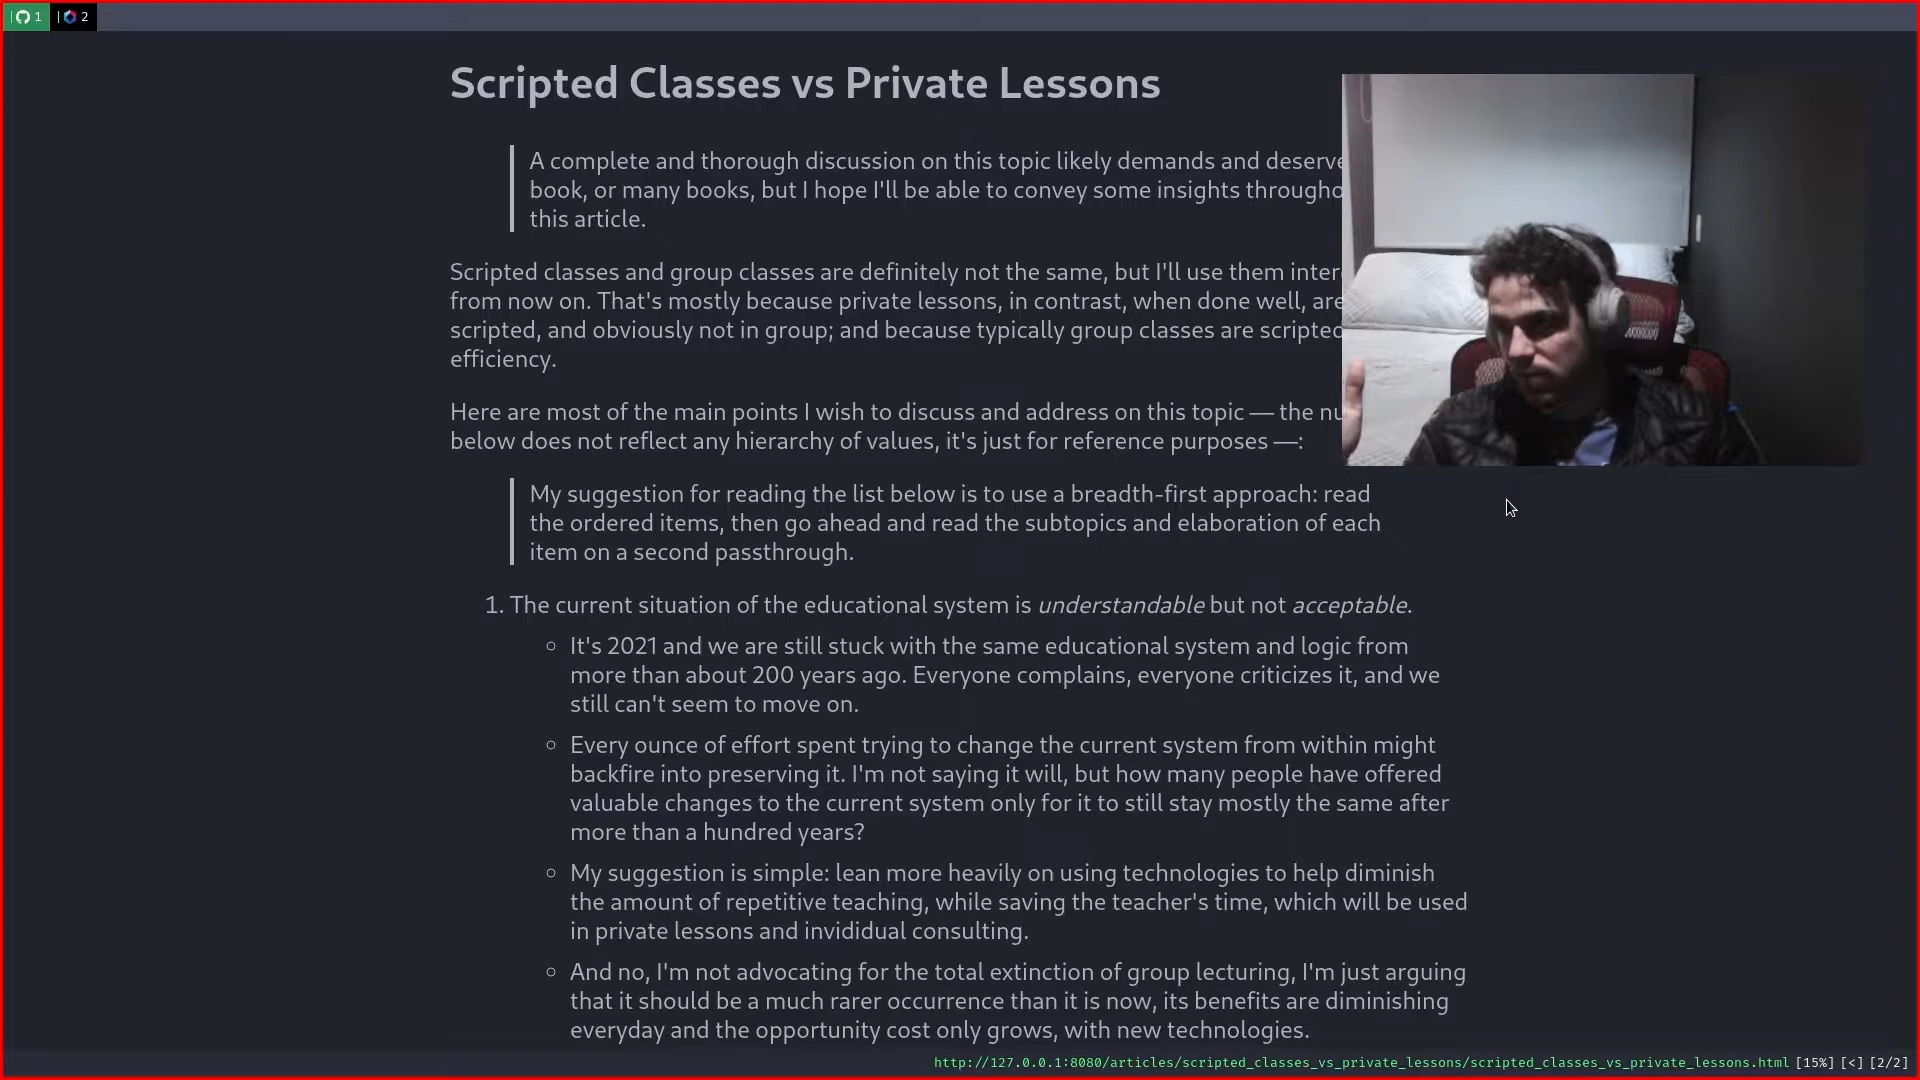 1 2
Scripted Classes vs Private Lessons
A complete and thorough discussion on this topic likely demands and deserve
book, or many books, but I hope I'll be able to convey some insights througho
this article.
Scripted classes and group classes are definitely not the same, but I'll use them inter
from now on. That's mostly because private lessons, in contrast, when done well, are
scripted, and obviously not in group; and because typically group classes are scripted
efficiency.
Here are most of the main points I wish to discuss and address on this topic — the nu
below does not reflect any hierarchy of values, it's just for reference purposes —:
My suggestion for reading the list below is to use a breadth-first approach: read
the ordered items, then go ahead and read the subtopics and elaboration of each
item on a second passthrough.
1. The current situation of the educational system is understandable but not acceptable.
◦ It's 2021 and we are still stuck with the same educational system and logic from
more than about 200 years ago. Everyone complains, everyone criticizes it, and we
still can't seem to move on.
◦ Every ounce of effort spent trying to change the current system from within might
backfire into preserving it. I'm not saying it will, but how many people have offered
valuable changes to the current system only for it to still stay mostly the same after
more than a hundred years?
◦ My suggestion is simple: lean more heavily on using technologies to help diminish
the amount of repetitive teaching, while saving the teacher's time, which will be used
in private lessons and invididual consulting.
◦ And no, I'm not advocating for the total extinction of group lecturing, I'm just arguing
that it should be a much rarer occurrence than it is now, its benefits are diminishing
everyday and the opportunity cost only grows, with new technologies.
http://127.0.0.1:8080/articles/scripted_classes_vs_private_lessons/scripted_classes_vs_private_lessons.html [15%] [<] [2/2]